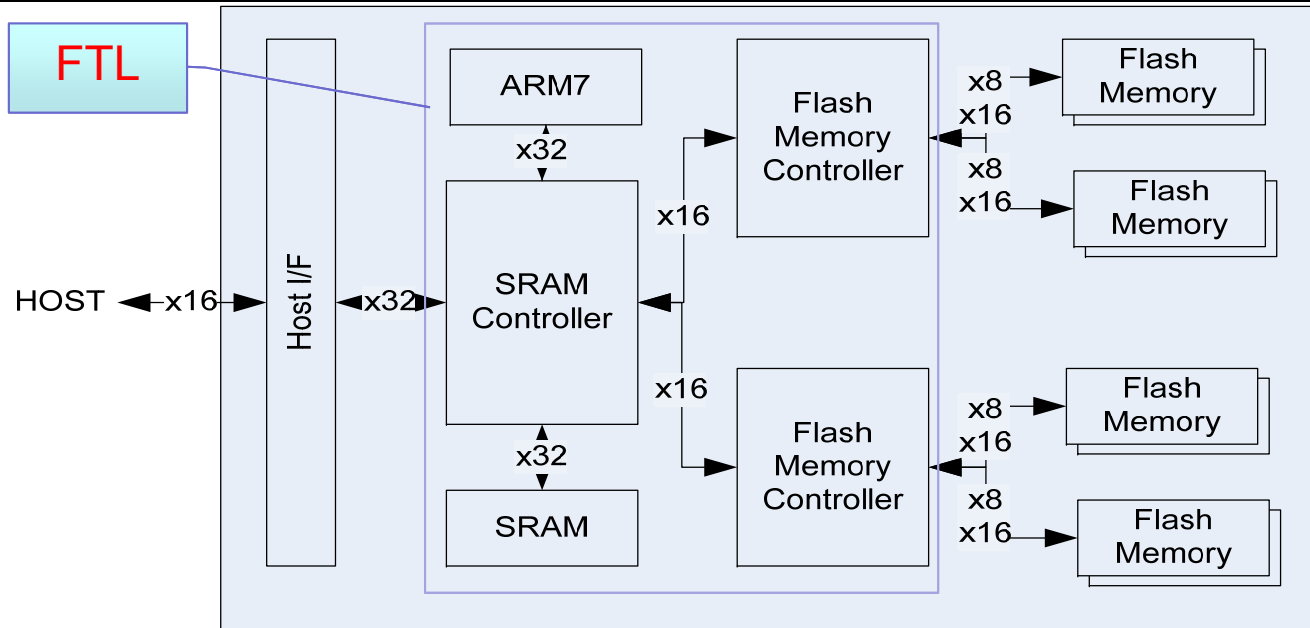 FTL
ARM7
x32
SRAM
Controller
x32
SRAM
HOST
x16
Host I/F
x32
x16
x16
Flash
Memory
Controller
Flash
Memory
Controller
x8
x16
x8
x16
Flash
Memory
Flash
Memory
x8
x16
x8
x16
Flash
Memory
Flash
Memory